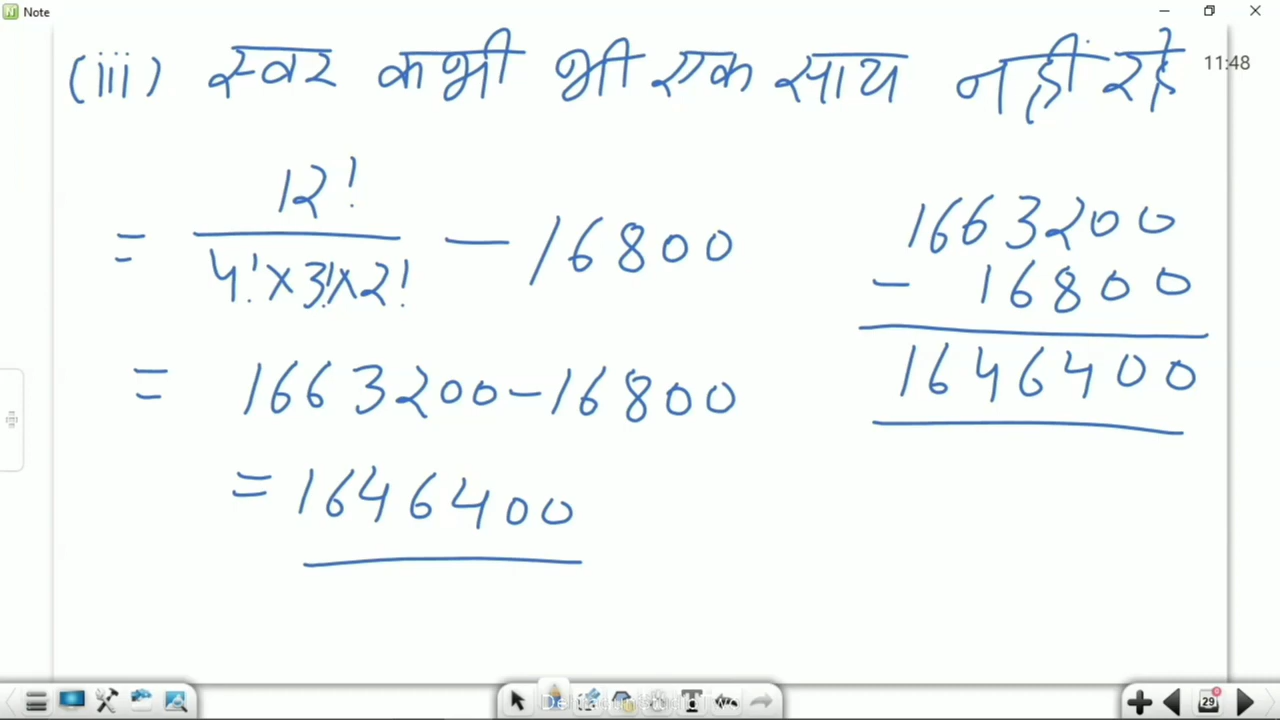 Note
(iii) स्वर कभी भी एक साथ नही रहे
11:48
12!
= ――― − 16800
4! × 3! × 2!
= 1663200 − 16800
= 1646400
1663200
− 16800
1646400
29